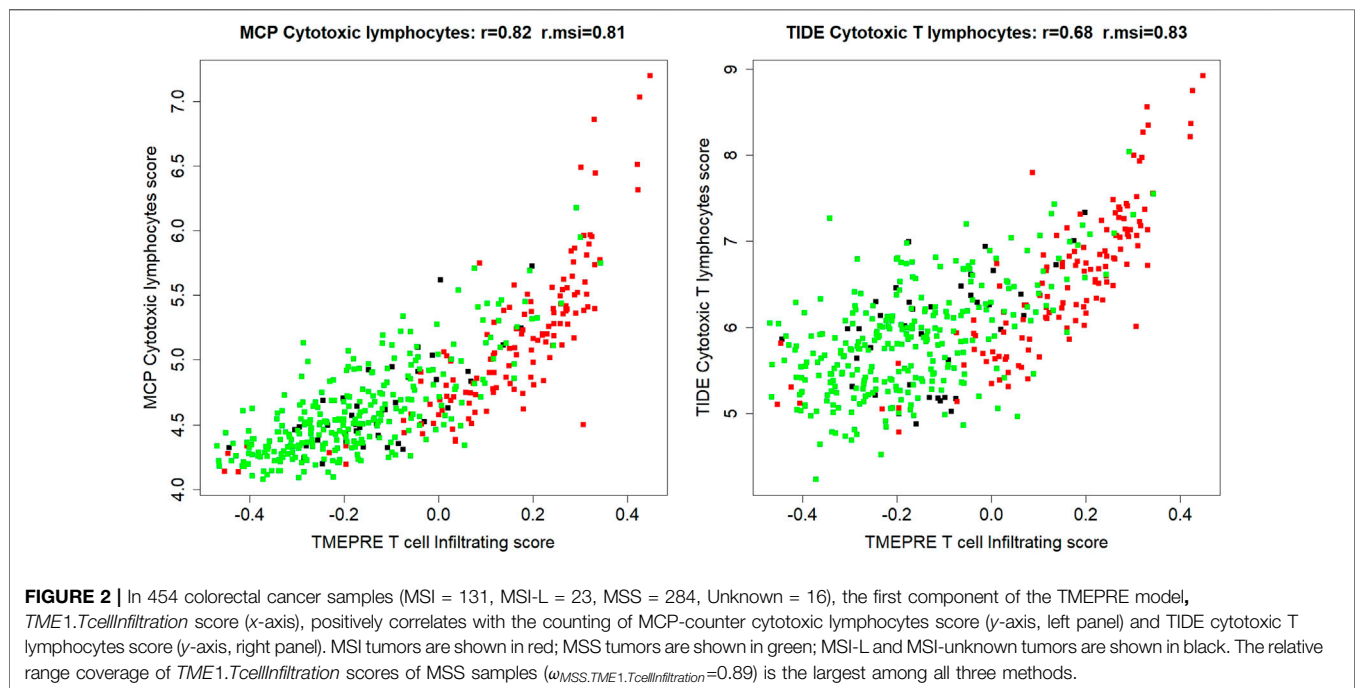 MCP Cytotoxic lymphocytes: r=0.82 r.msi=0.81
MCP Cytotoxic lymphocytes score
7.0
6.5
6.0
5.5
5.0
4.5
4.0
-0.4 -0.2 0.0 0.2 0.4
TMEPRE T cell Infiltrating score
TIDE Cytotoxic T lymphocytes: r=0.68 r.msi=0.83
TIDE Cytotoxic T lymphocytes score
9
8
7
6
5
-0.4 -0.2 0.0 0.2 0.4
TMEPRE T cell Infiltrating score
FIGURE 2 | In 454 colorectal cancer samples (MSI = 131, MSI-L = 23, MSS = 284, Unknown = 16), the first component of the TMEPRE model,
TME1.TcellInfiltration score (x-axis), positively correlates with the counting of MCP-counter cytotoxic lymphocytes score (y-axis, left panel) and TIDE cytotoxic T
lymphocytes score (y-axis, right panel). MSI tumors are shown in red; MSS tumors are shown in green; MSI-L and MSI-unknown tumors are shown in black. The relative
range coverage of TME1.TcellInfiltration scores of MSS samples (ωMSS.TME1.TcellInfiltration=0.89) is the largest among all three methods.